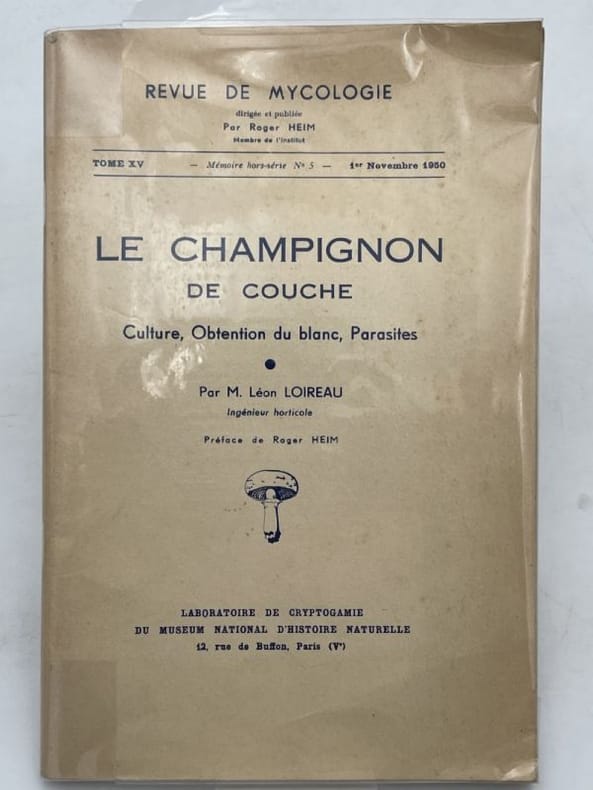 REVUE DE MYCOLOGIE
dirigée et publiée
Par Roger HEIM
Membre de l'Institut
TOME XV — Mémoire hors-série N° 5 — 1er Novembre 1950
LE CHAMPIGNON
DE COUCHE
Culture, Obtention du blanc, Parasites
Par M. Léon LOIREAU
Ingénieur horticole
Préface de Roger HEIM
LABORATOIRE DE CRYPTOGAMIE
DU MUSEUM NATIONAL D'HISTOIRE NATURELLE
12, rue de Buffon, Paris (Ve)